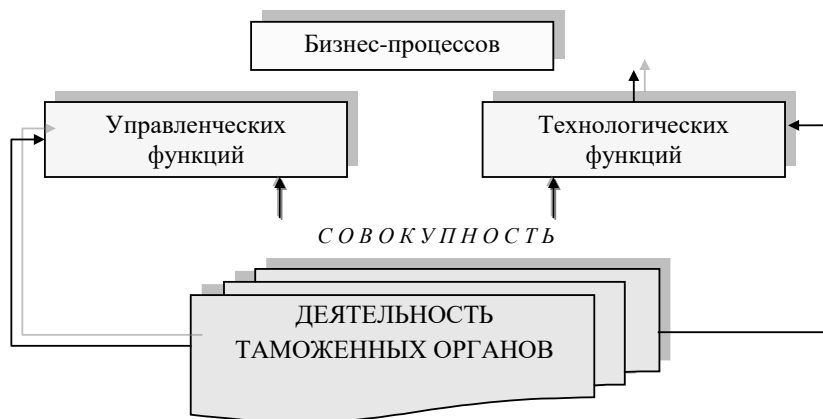 Бизнес-процессов
Управленческих
функций
Технологических
функций
СОВОКУПНОСТЬ
ДЕЯТЕЛЬНОСТЬ
ТАМОЖЕННЫХ ОРГАНОВ